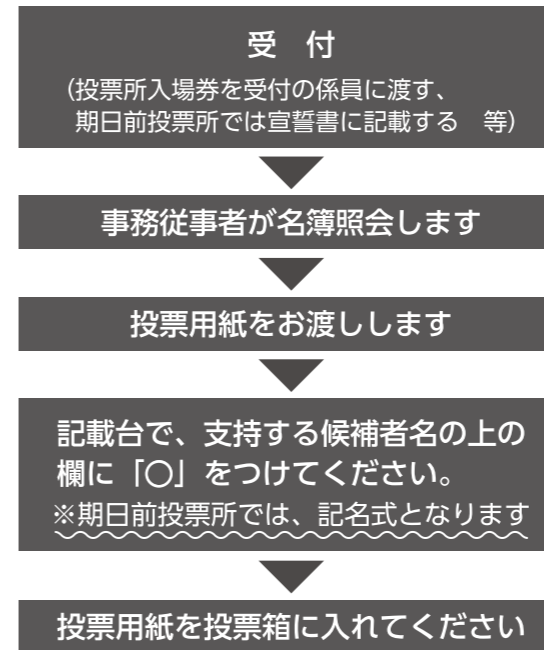 受　付
（投票所入場券を受付の係員に渡す、
期日前投票所では宣誓書に記載する　等）
事務従事者が名簿照会します
投票用紙をお渡しします
記載台で、支持する候補者名の上の
欄に「○」をつけてください。
※期日前投票所では、記名式となります
投票用紙を投票箱に入れてください